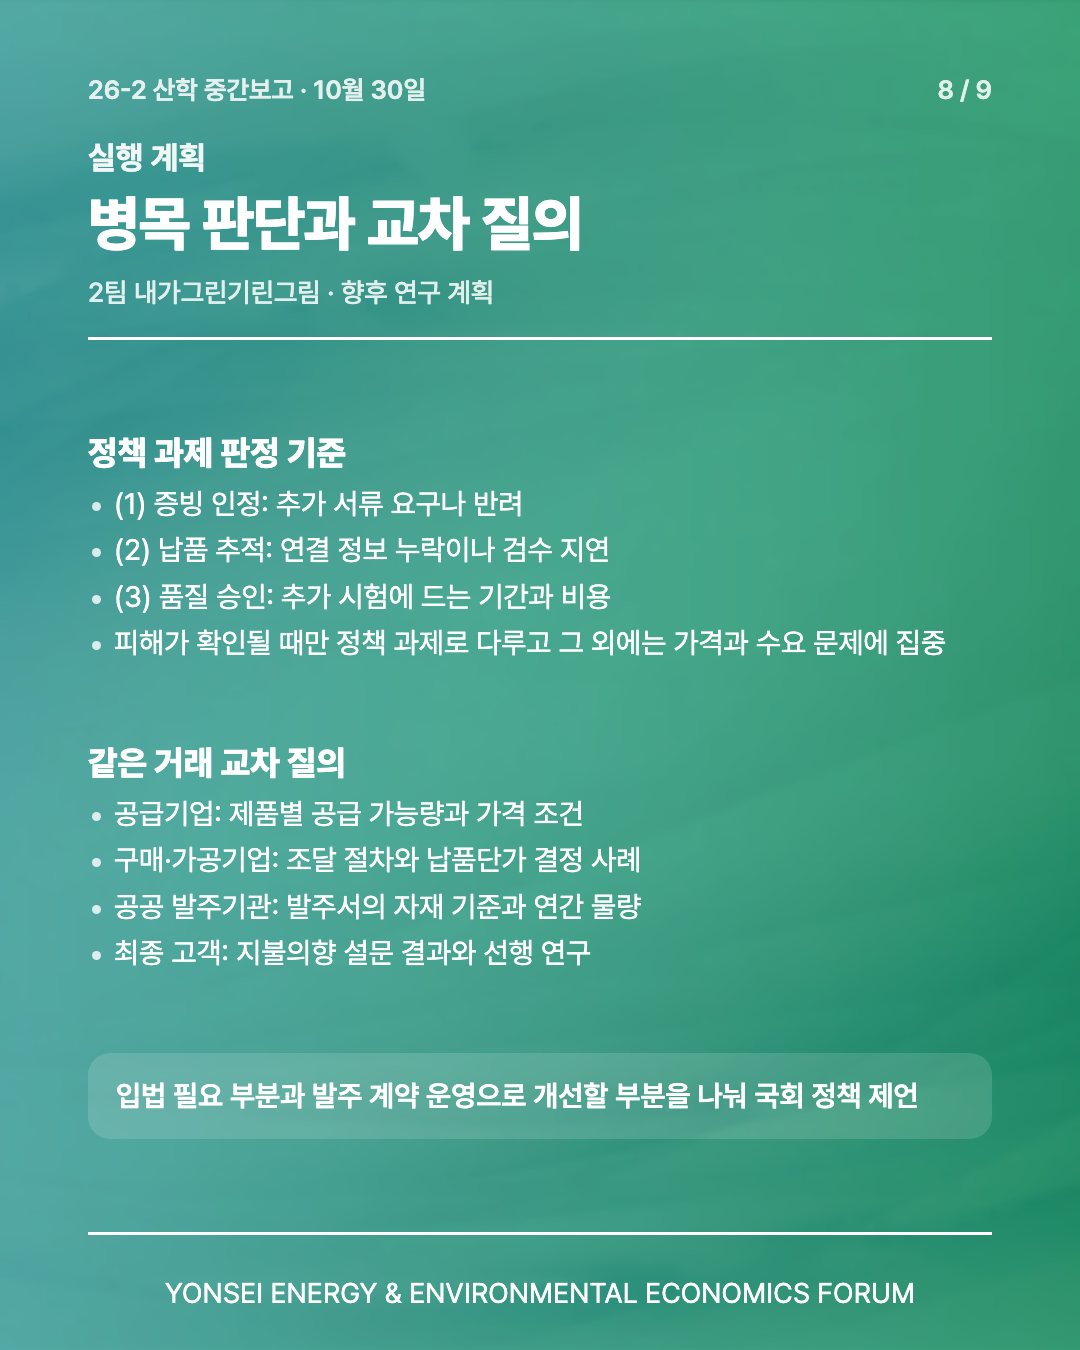 26-2 산학 중간보고 · 10월 30일
8 / 9
실행 계획
병목 판단과 교차 질의
2팀 내가그린기린그림 · 향후 연구 계획
정책 과제 판정 기준
• (1) 증빙 인정: 추가 서류 요구나 반려
• (2) 납품 추적: 연결 정보 누락이나 검수 지연
• (3) 품질 승인: 추가 시험에 드는 기간과 비용
• 피해가 확인될 때만 정책 과제로 다루고 그 외에는 가격과 수요 문제에 집중
같은 거래 교차 질의
• 공급기업: 제품별 공급 가능량과 가격 조건
• 구매·가공기업: 조달 절차와 납품단가 결정 사례
• 공공 발주기관: 발주서의 자재 기준과 연간 물량
• 최종 고객: 지불의향 설문 결과와 선행 연구
입법 필요 부분과 발주 계약 운영으로 개선할 부분을 나눠 국회 정책 제언
YONSEI ENERGY & ENVIRONMENTAL ECONOMICS FORUM